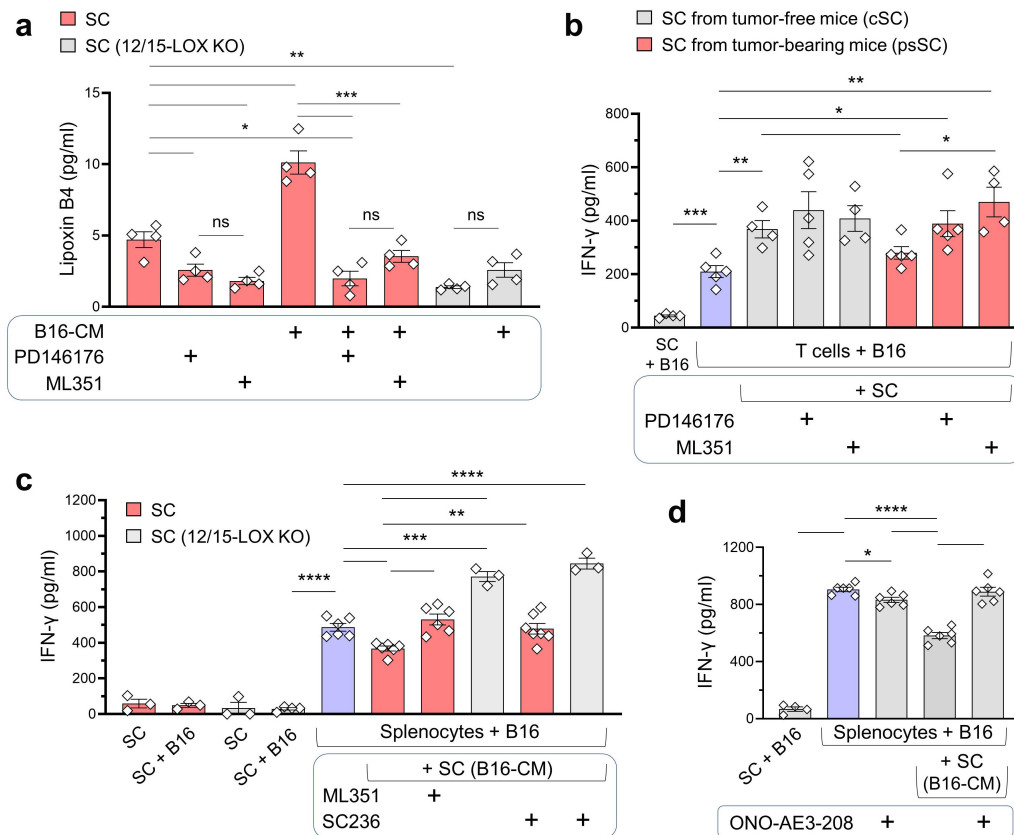 a
SC
SC (12/15-LOX KO)
**
***
*
ns
ns
ns
15
10
5
0
Lipoxin B4 (pg/ml)
B16-CM + + + +
PD146176 + +
ML351 + +
b
SC from tumor-free mice (cSC)
SC from tumor-bearing mice (psSC)
**
*
*
**
***
800
600
400
200
0
IFN-γ (pg/ml)
SC
+ B16
T cells + B16
+ SC
PD146176 + +
ML351 + +
c
SC
SC (12/15-LOX KO)
****
**
***
****
1200
1000
800
600
400
200
0
IFN-γ (pg/ml)
SC
SC + B16
SC
SC + B16
Splenocytes + B16
+ SC (B16-CM)
ML351 +
SC236 + +
d
****
*
1200
800
400
0
IFN-γ (pg/ml)
SC + B16
Splenocytes + B16
+ SC
(B16-CM)
ONO-AE3-208 + +